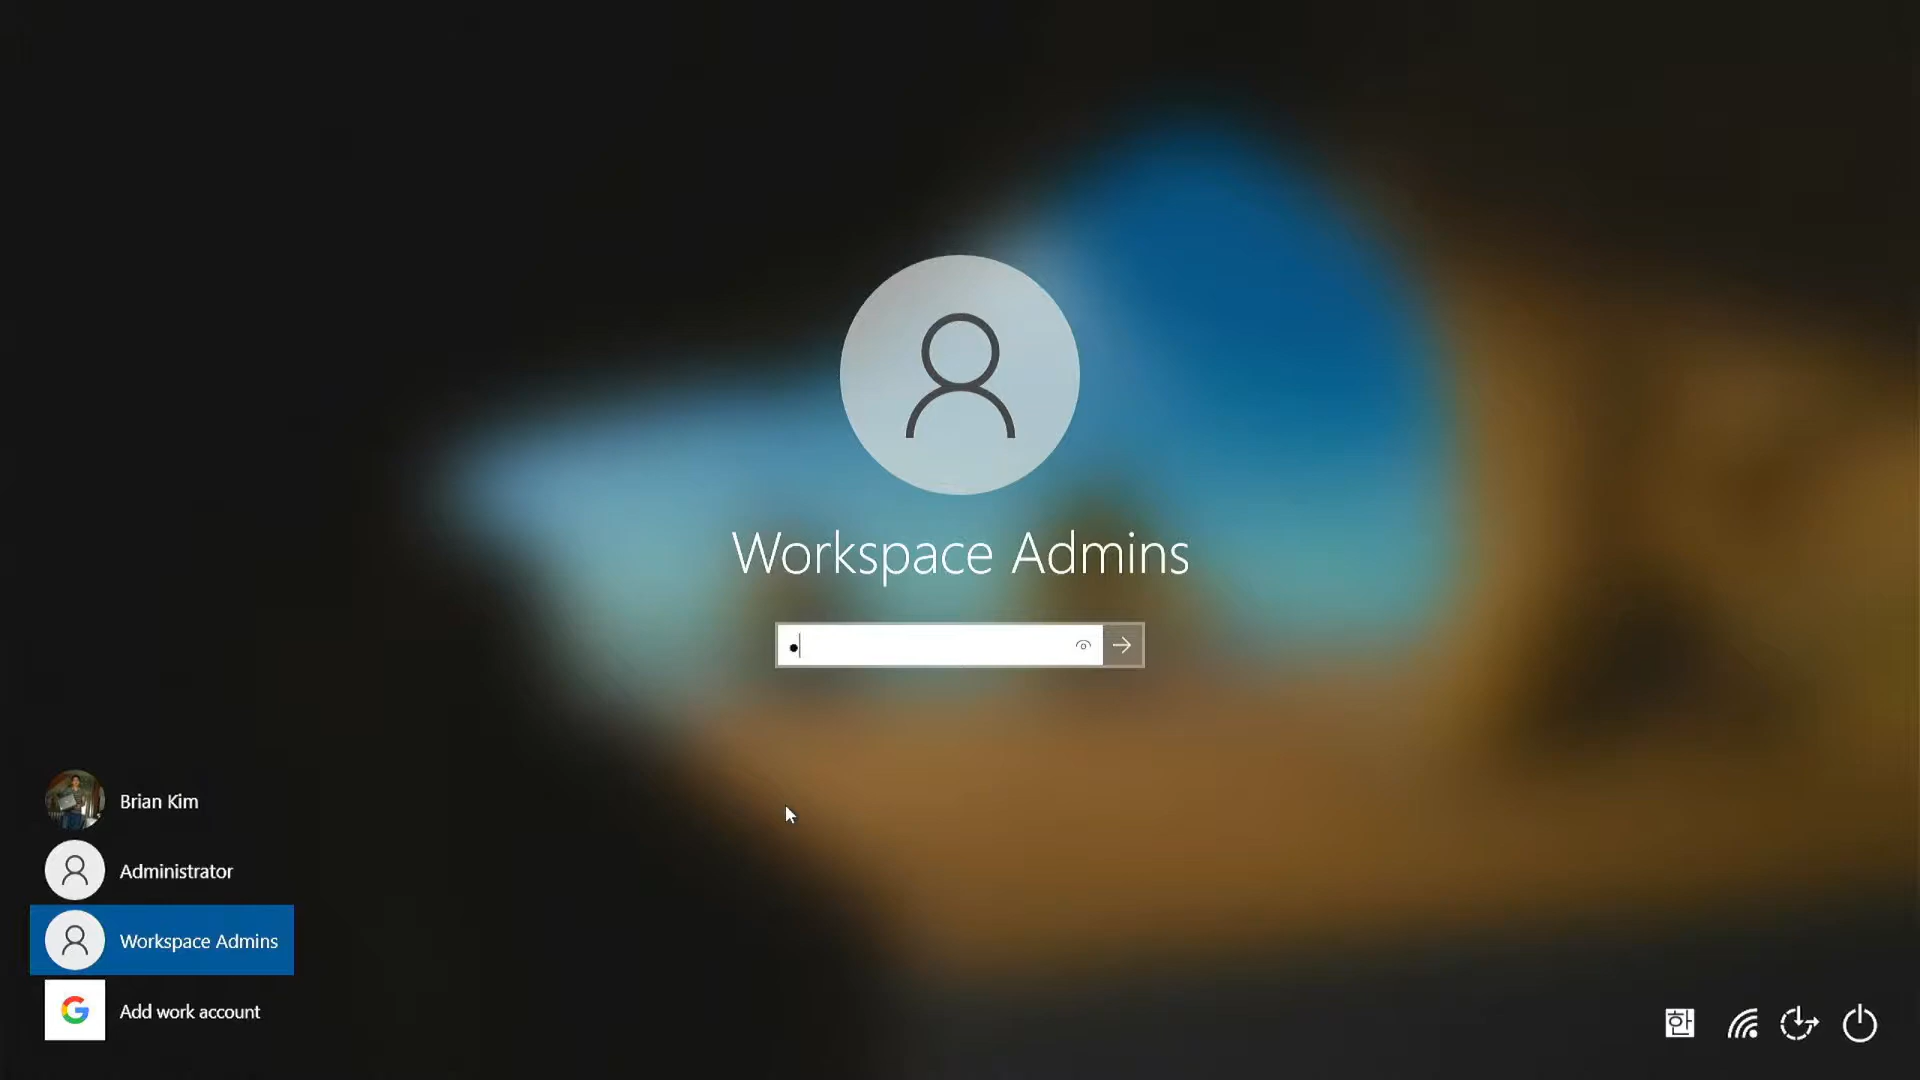 Workspace Admins
Brian Kim
Administrator
Workspace Admins
Add work account
한